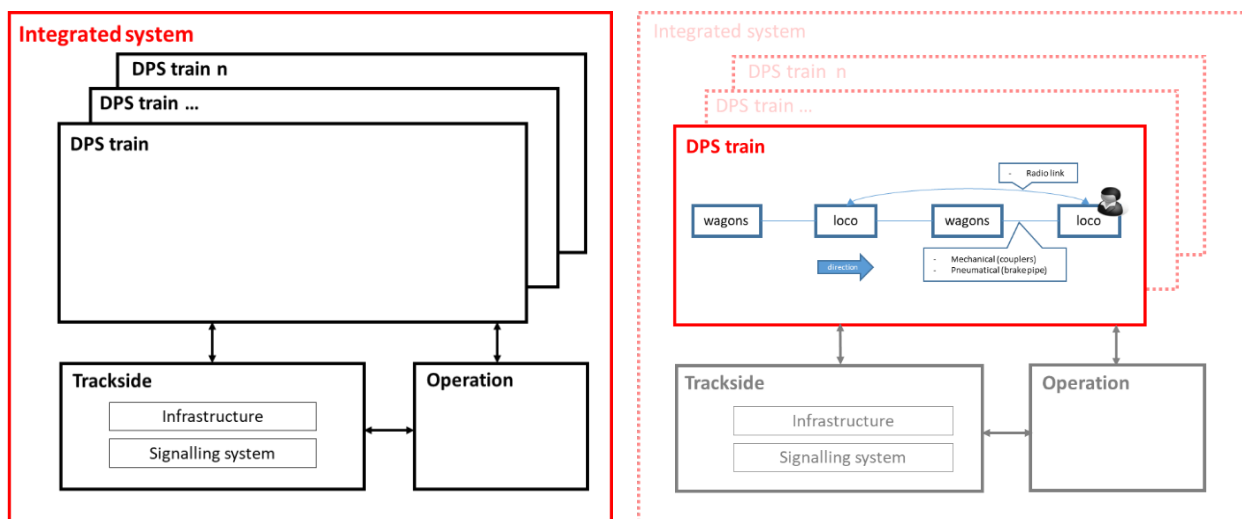 Integrated system
DPS train n
DPS train ...
DPS train
Trackside
Infrastructure
Signalling system
Operation
Integrated system
DPS train n
DPS train ...
DPS train
- Radio link
wagons
loco
wagons
loco
direction
- Mechanical (couplers)
- Pneumatical (brake pipe)
Trackside
Infrastructure
Signalling system
Operation